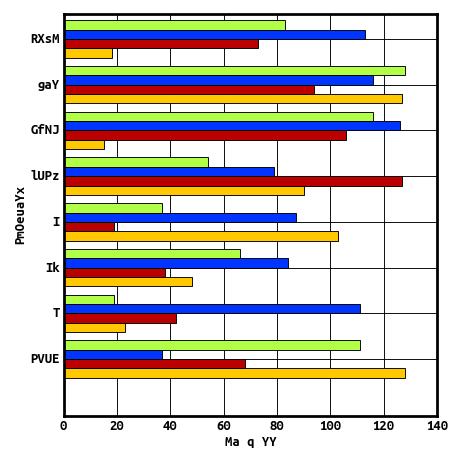 RXsM
gaY
GfNJ
lUPz
I
Ik
T
PVUE
PmOeuaYx
0 20 40 60 80 100 120 140
Ma q YY